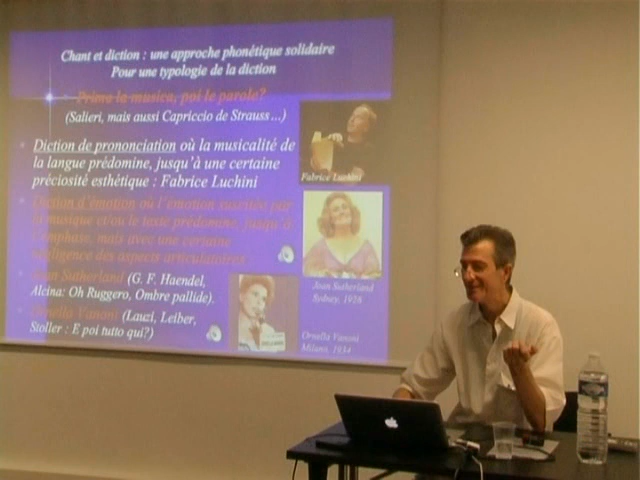 Chant et diction : une approche phonétique solidaire
Pour une typologie de la diction
Prima la musica, poi le parole?
(Salieri, mais aussi Capriccio de Strauss...)
Diction de prononciation où la musicalité de
la langue prédomine, jusqu'à une certaine
préciosité esthétique : Fabrice Luchini
Diction d'émotion où l'émotion suscitée par
la musique et/ou le texte prédomine, jusqu'à
l'emphase, mais avec une certaine
négligence des aspects articulatoires
Joan Sutherland (G. F. Haendel,
Alcina: Oh Ruggero, Ombre pallide).
Ornella Vanoni (Lauzi, Leiber,
Stoller : E poi tutto qui?)
Fabrice Luchini
Joan Sutherland
Sydney, 1926
Ornella Vanoni
Milano, 1934